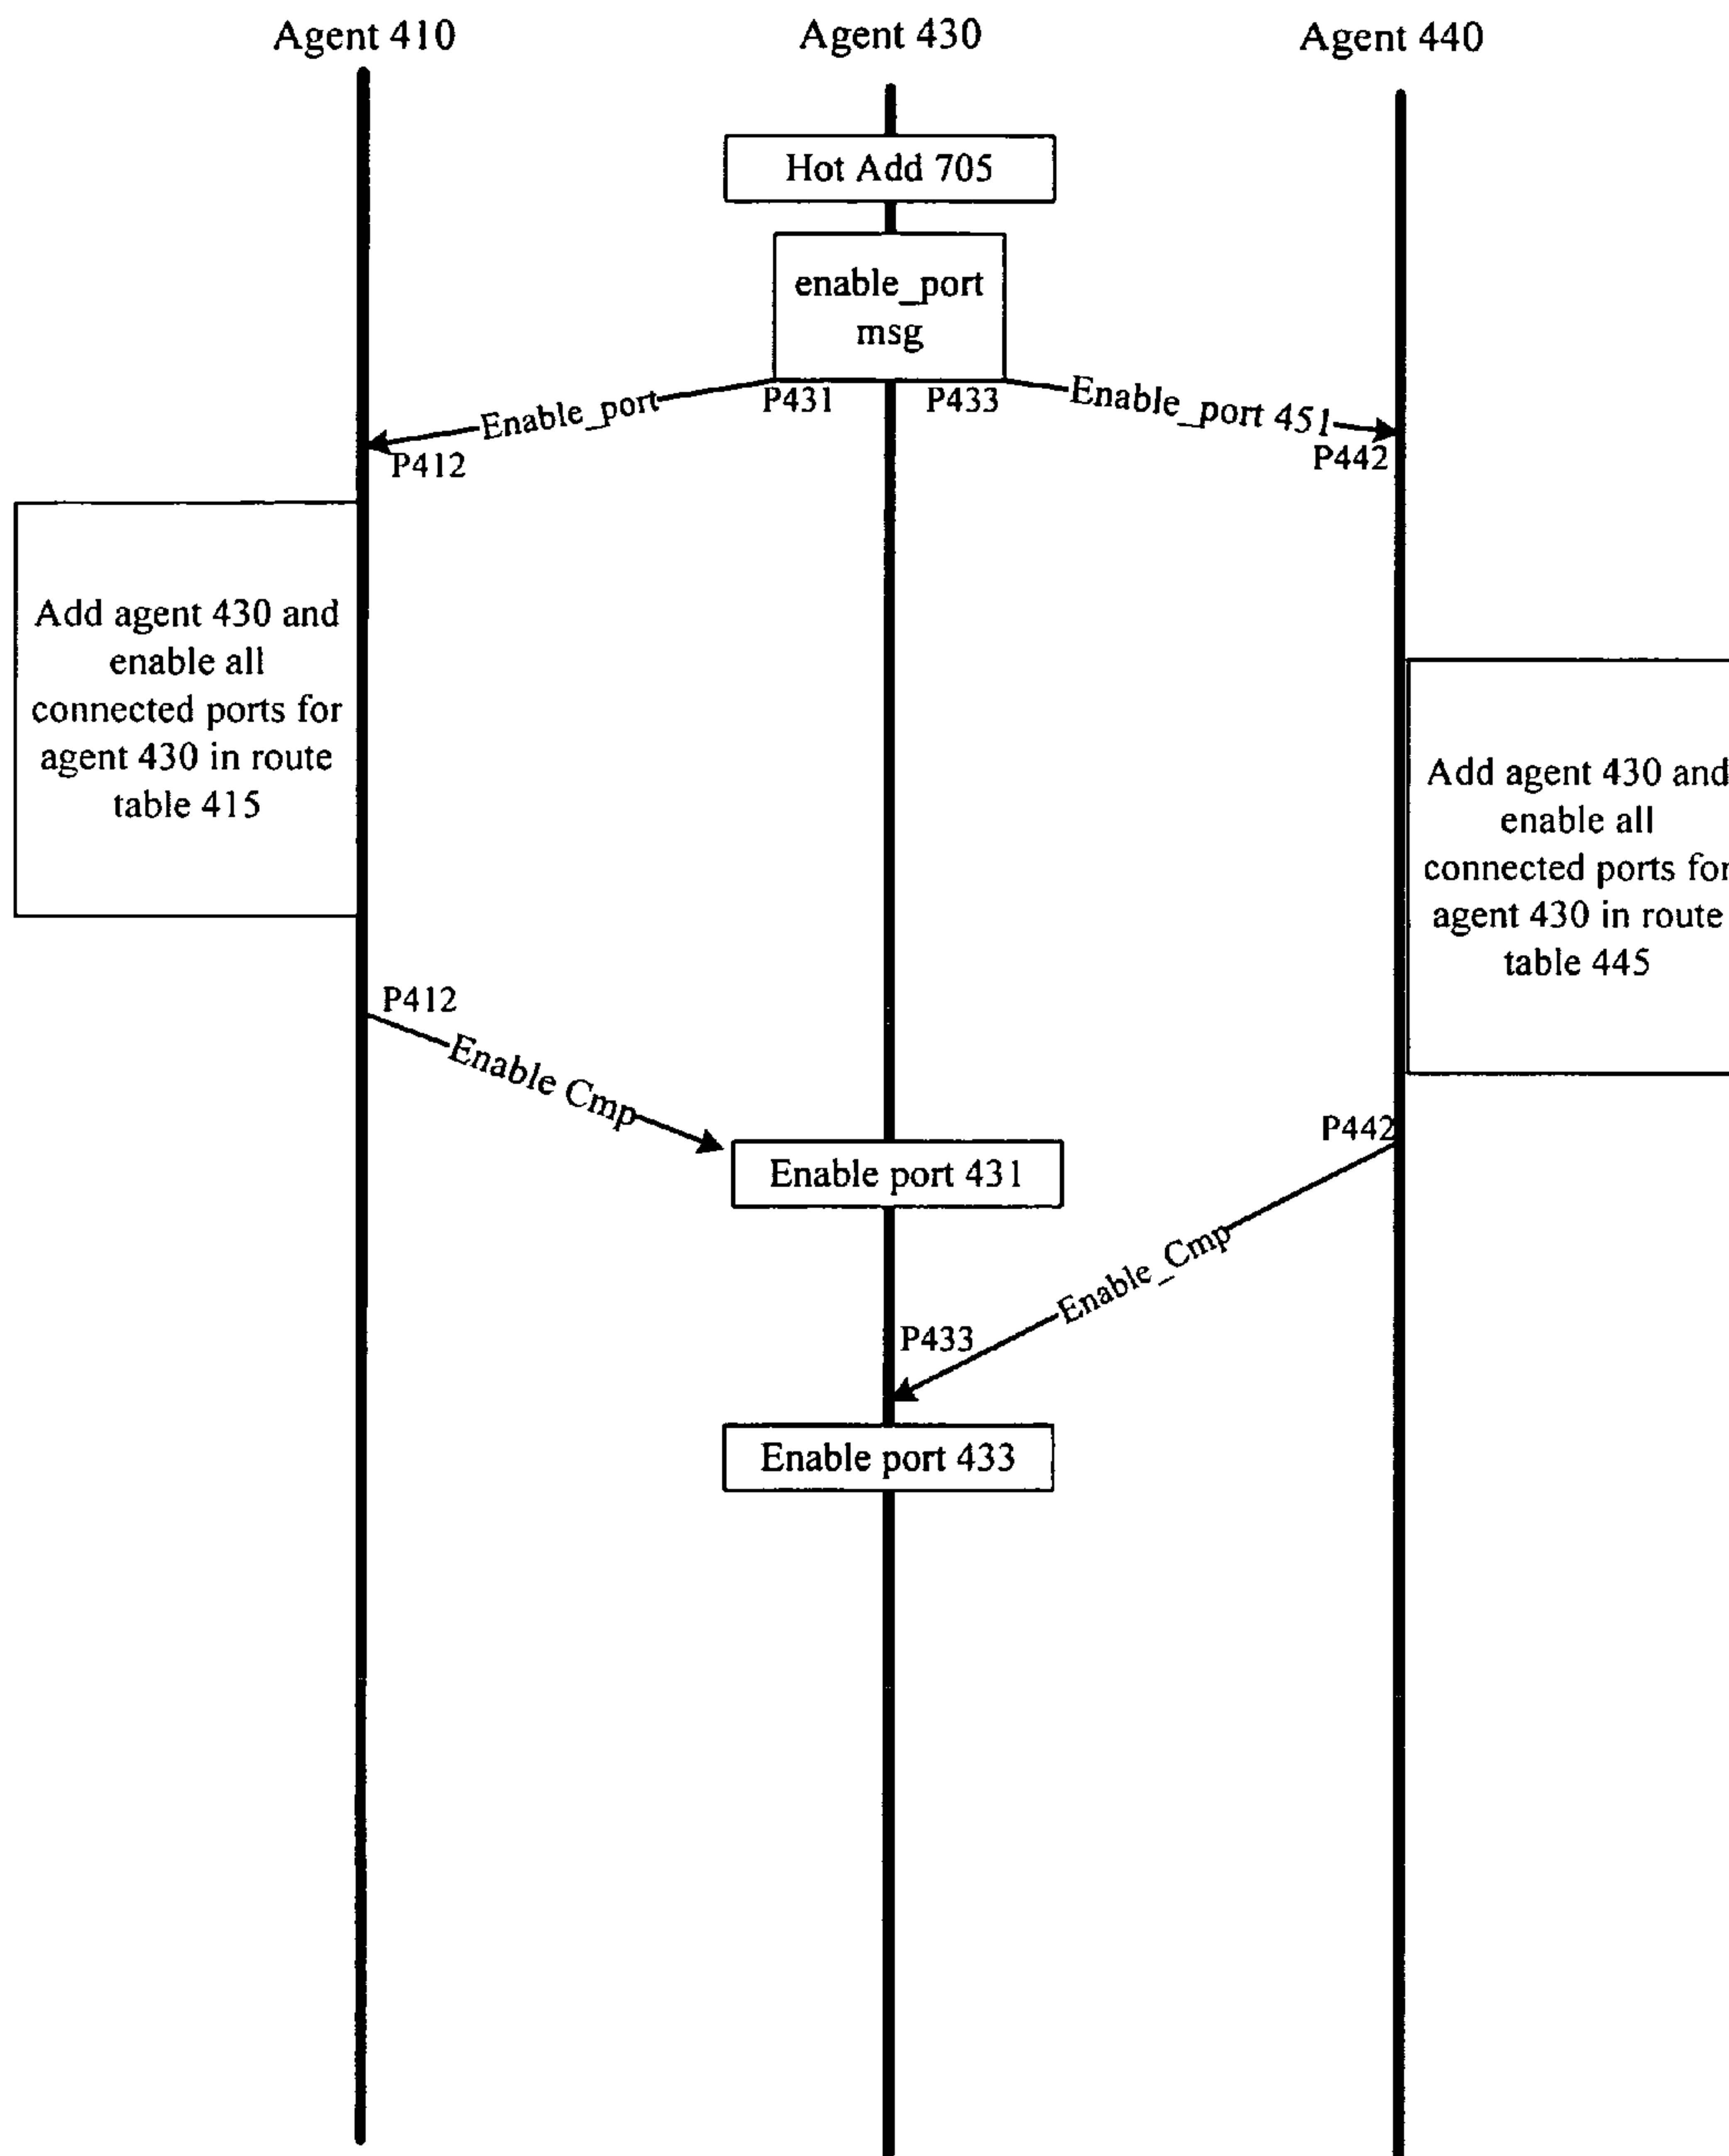 Agent 410
Agent 430
Agent 440
Hot Add 705
enable_port
msg
P431
P433
Enable_port
Enable_port 451
P412
P442
Add agent 430 and
enable all
connected ports for
agent 430 in route
table 415
Add agent 430 and
enable all
connected ports for
agent 430 in route
table 445
P412
Enable Cmp
P442
Enable port 431
Enable_Cmp
P433
Enable port 433